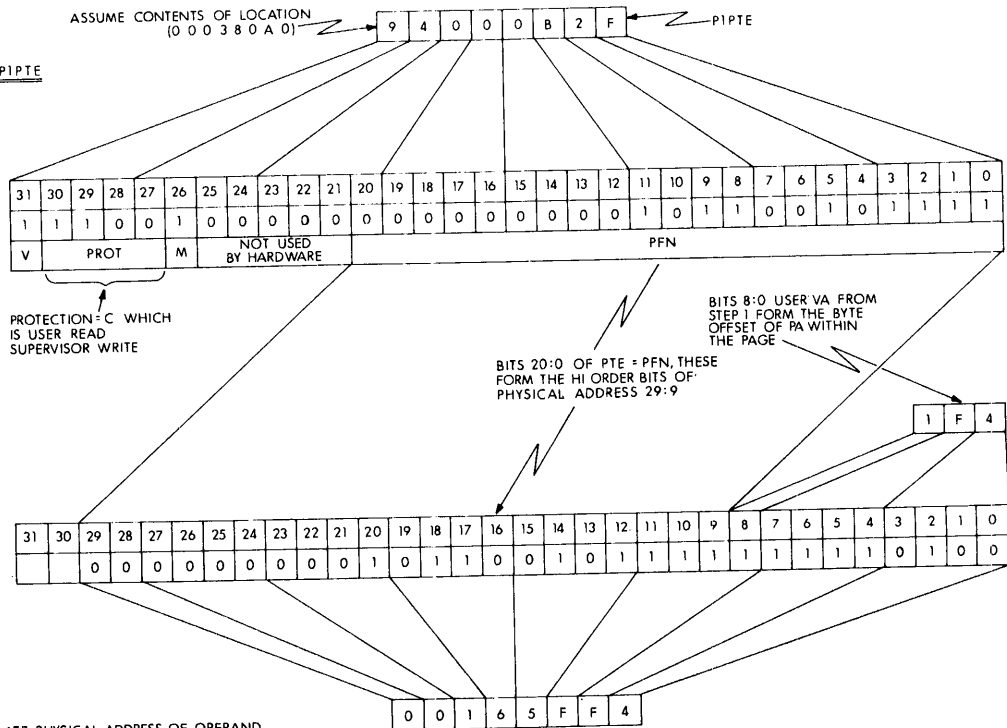 ASSUME CONTENTS OF LOCATION
(0 0 0 3 8 0 A 0)
9 4 0 0 0 B 2 F
P1PTE
P1PTE
31 30 29 28 27 26 25 24 23 22 21 20 19 18 17 16 15 14 13 12 11 10 9 8 7 6 5 4 3 2 1 0
1 1 1 0 0 1 0 0 0 0 0 0 0 0 0 0 0 0 0 0 1 0 1 1 0 0 1 0 1 1 1 1
V PROT M NOT USED BY HARDWARE PFN
PROTECTION = C WHICH
IS USER READ
SUPERVISOR WRITE
BITS 20:0 OF PTE = PFN, THESE
FORM THE HI ORDER BITS OF
PHYSICAL ADDRESS 29:9
BITS 8:0 USER VA FROM
STEP 1 FORM THE BYTE
OFFSET OF PA WITHIN
THE PAGE
1 F 4
31 30 29 28 27 26 25 24 23 22 21 20 19 18 17 16 15 14 13 12 11 10 9 8 7 6 5 4 3 2 1 0
0 0 0 0 0 0 0 0 0 1 0 1 1 0 0 1 0 1 1 1 1 1 1 1 1 1 0 1 0 0
0 0 1 6 5 F F 4
PHYSICAL ADDRESS OF OPERAND